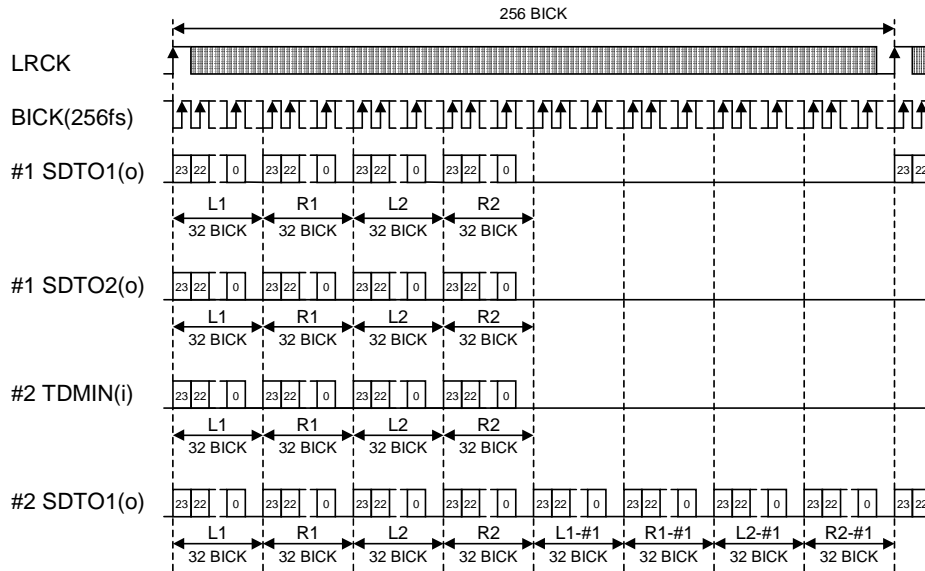 256 BICK
LRCK
BICK(256fs)
#1 SDTO1(o)
23 22 0 23 22 0 23 22 0 23 22 0 23 22
L1 R1 L2 R2
32 BICK 32 BICK 32 BICK 32 BICK
#1 SDTO2(o)
23 22 0 23 22 0 23 22 0 23 22 0
L1 R1 L2 R2
32 BICK 32 BICK 32 BICK 32 BICK
#2 TDMIN(i)
23 22 0 23 22 0 23 22 0 23 22 0
L1 R1 L2 R2
32 BICK 32 BICK 32 BICK 32 BICK
#2 SDTO1(o)
23 22 0 23 22 0 23 22 0 23 22 0 23 22 0 23 22 0 23 22 0 23 22 0 23 22
L1 R1 L2 R2 L1-#1 R1-#1 L2-#1 R2-#1
32 BICK 32 BICK 32 BICK 32 BICK 32 BICK 32 BICK 32 BICK 32 BICK